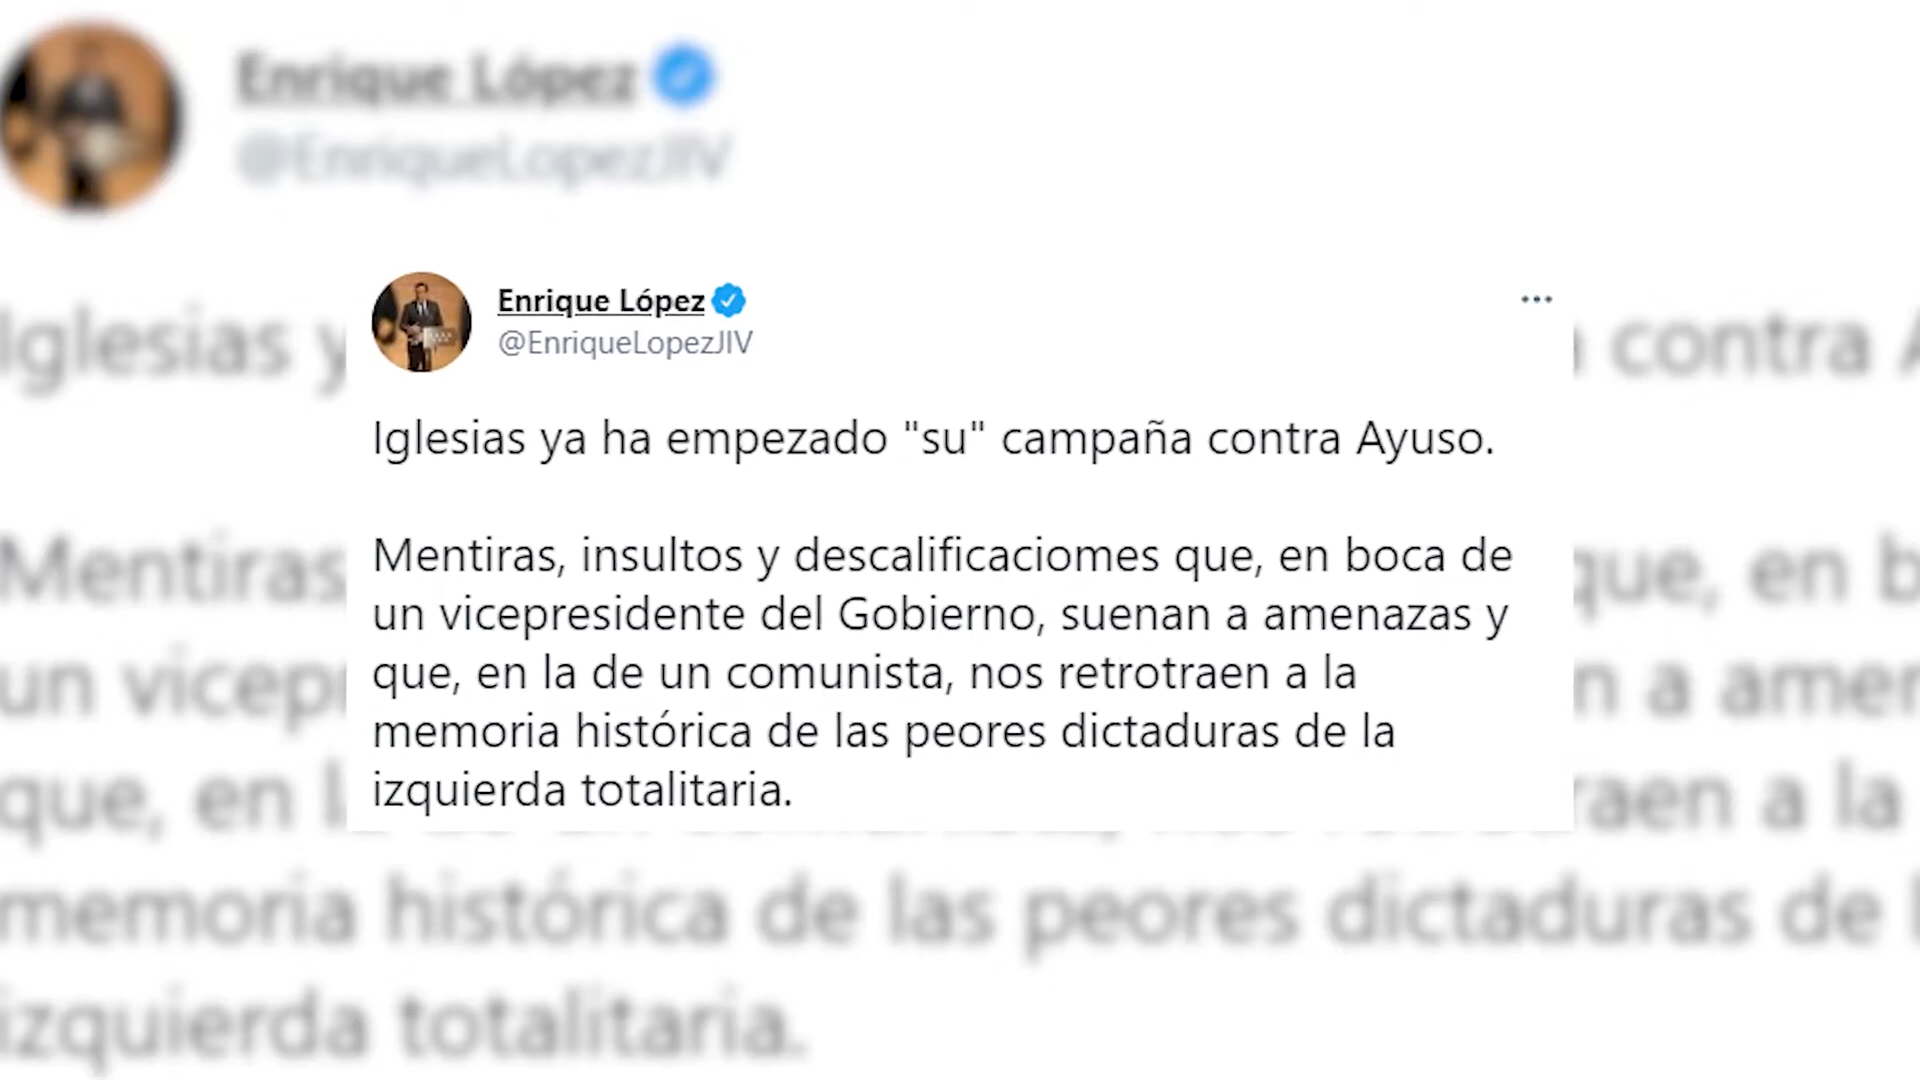 Enrique López
@EnriqueLopezJIV
Iglesias ya ha empezado "su" campaña contra Ayuso.
Mentiras, insultos y descalificaciomes que, en boca de
un vicepresidente del Gobierno, suenan a amenazas y
que, en la de un comunista, nos retrotraen a la
memoria histórica de las peores dictaduras de la
izquierda totalitaria.